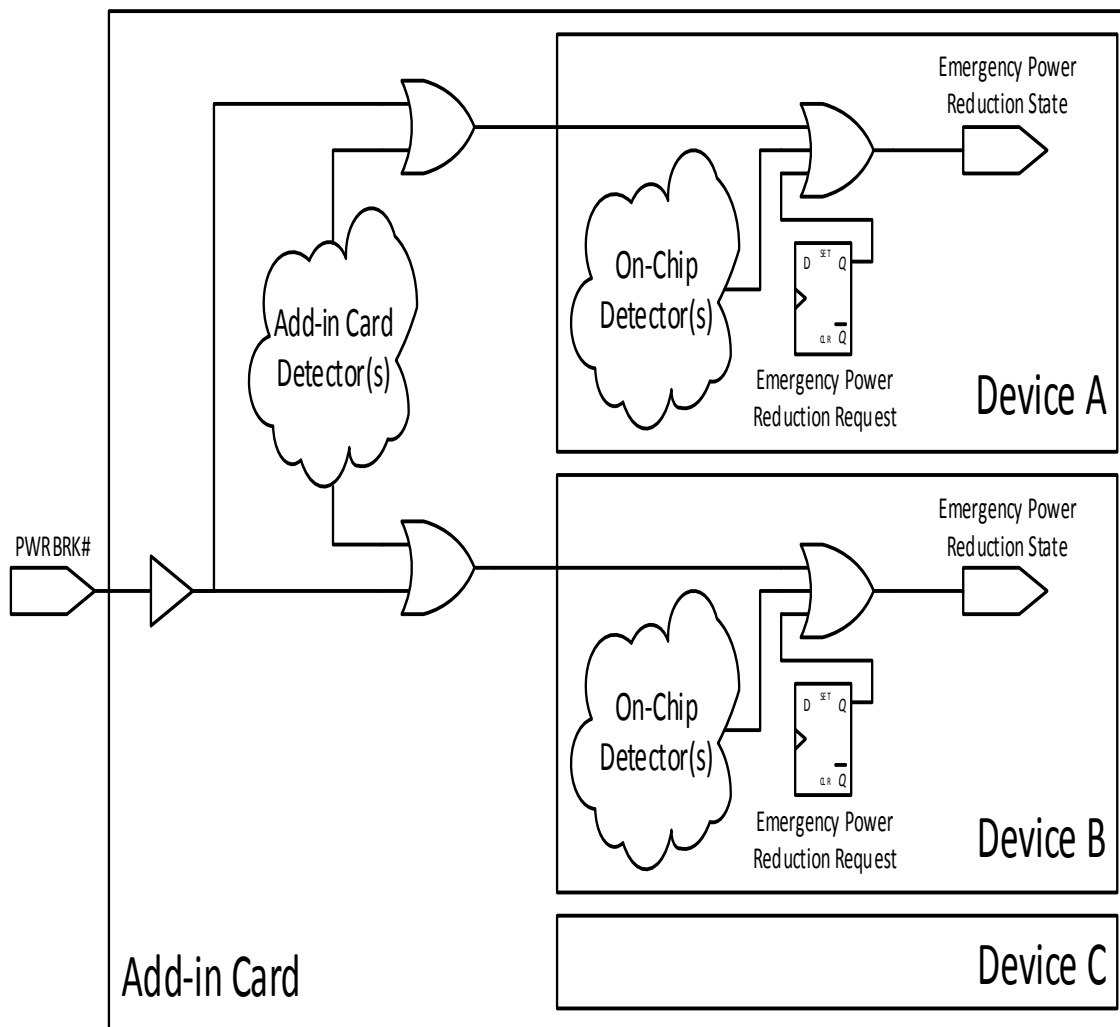 Emergency Power
Reduction State
On-Chip
Detector(s)
D SET Q
CLR Q
Emergency Power
Reduction Request
Device A
Add-in Card
Detector(s)
PWRBRK#
Emergency Power
Reduction State
On-Chip
Detector(s)
D SET Q
CLR Q
Emergency Power
Reduction Request
Device B
Device C
Add-in Card